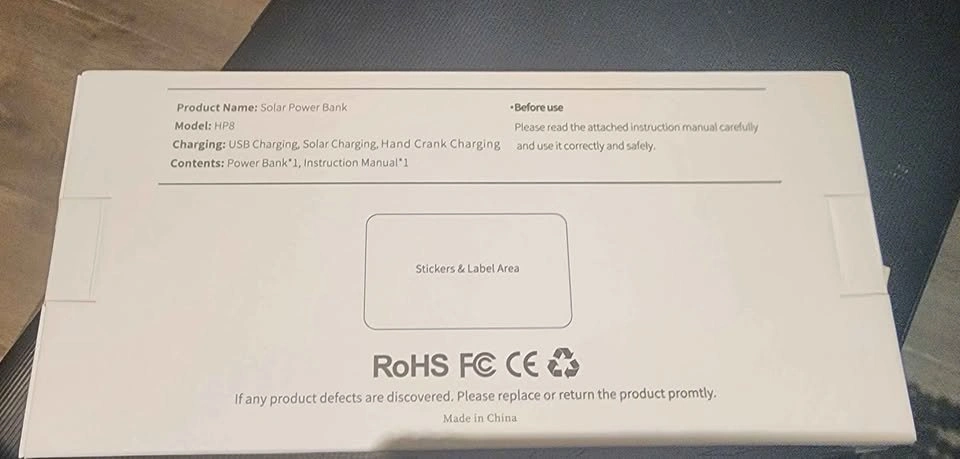 Product Name: Solar Power Bank
Model: HP8
Charging: USB Charging, Solar Charging, Hand Crank Charging
Contents: Power Bank*1, Instruction Manual*1
•Before use
Please read the attached instruction manual carefully
and use it correctly and safely.
Stickers & Label Area
RoHS FC CE
If any product defects are discovered. Please replace or return the product promtly.
Made in China